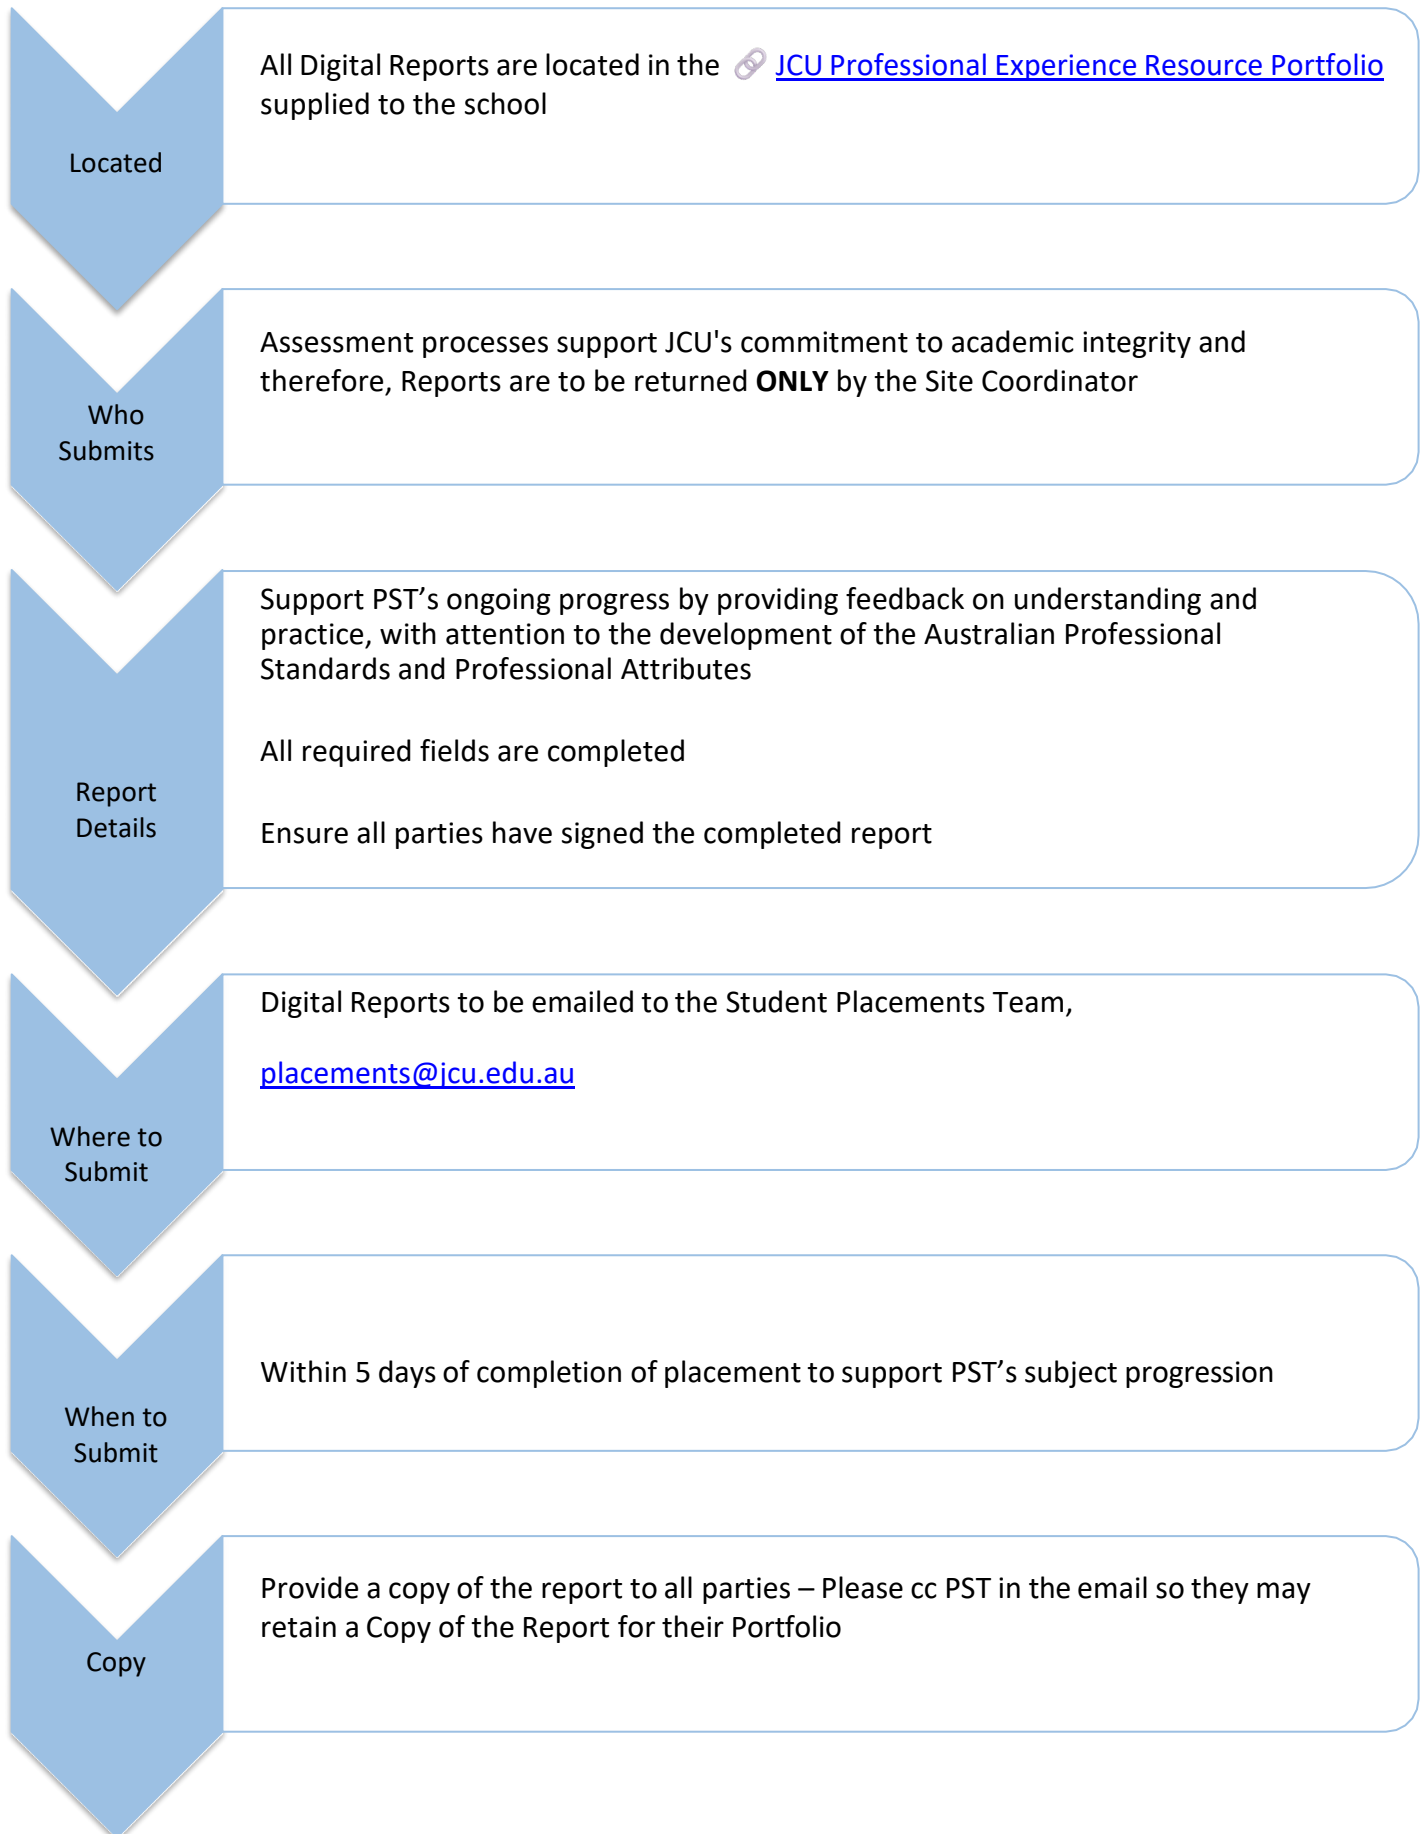 Located
All Digital Reports are located in the JCU Professional Experience Resource Portfolio
supplied to the school
Who
Submits
Assessment processes support JCU's commitment to academic integrity and
therefore, Reports are to be returned ONLY by the Site Coordinator
Report
Details
Support PST’s ongoing progress by providing feedback on understanding and
practice, with attention to the development of the Australian Professional
Standards and Professional Attributes
All required fields are completed
Ensure all parties have signed the completed report
Where to
Submit
Digital Reports to be emailed to the Student Placements Team,
placements@jcu.edu.au
When to
Submit
Within 5 days of completion of placement to support PST’s subject progression
Copy
Provide a copy of the report to all parties – Please cc PST in the email so they may
retain a Copy of the Report for their Portfolio